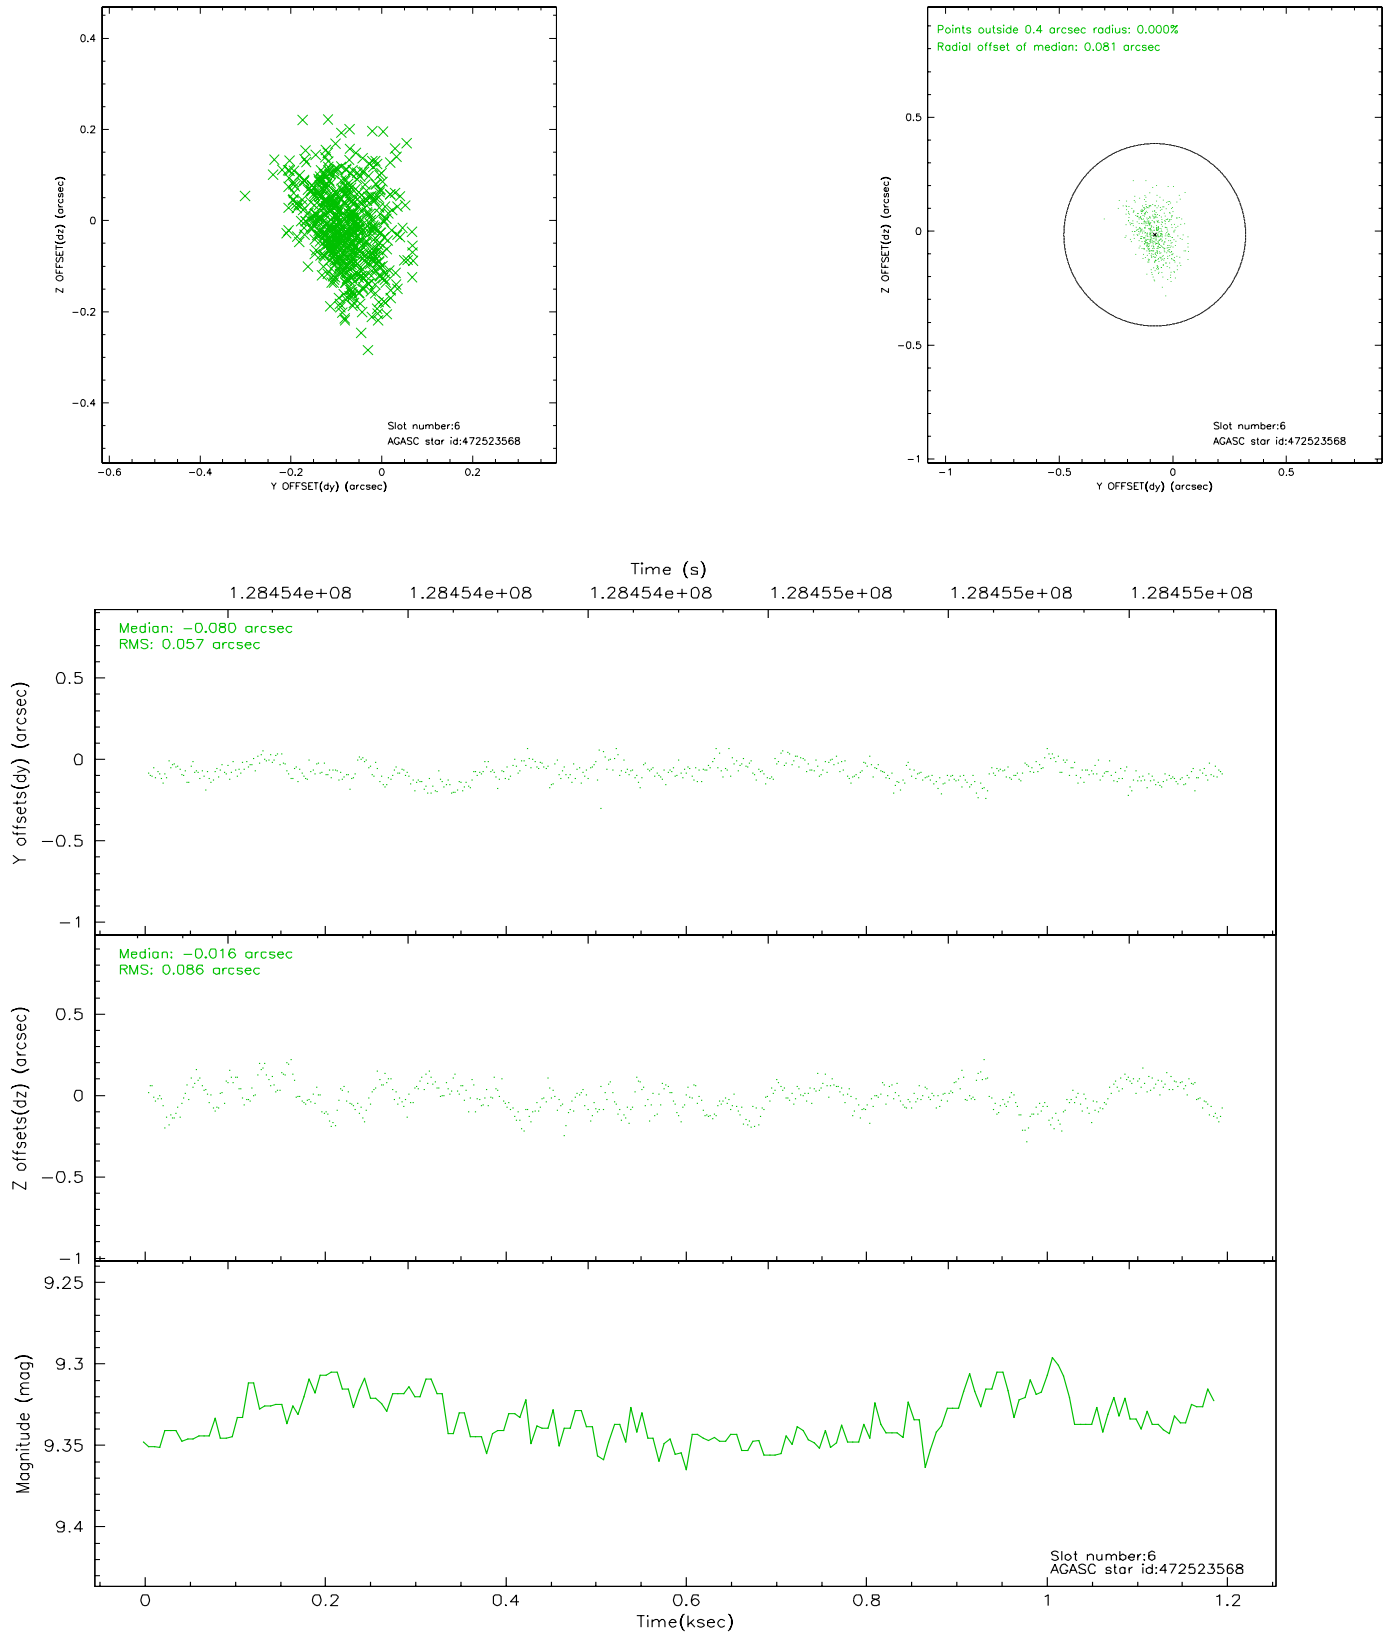 0.4
0.2
0
-0.2
-0.4
Z OFFSET(dz) (arcsec)
-0.6 -0.4 -0.2 0 0.2
Y OFFSET(dy) (arcsec)
Slot number:6
AGASC star id:472523568
Points outside 0.4 arcsec radius: 0.000%
Radial offset of median: 0.081 arcsec
0.5
0
-0.5
-1
Z OFFSET(dz) (arcsec)
-1 -0.5 0 0.5
Y OFFSET(dy) (arcsec)
Slot number:6
AGASC star id:472523568
Time (s)
1.28454e+08 1.28454e+08 1.28454e+08 1.28455e+08 1.28455e+08 1.28455e+08
Median: -0.080 arcsec
RMS: 0.057 arcsec
0.5
0
-0.5
-1
Y offsets(dy) (arcsec)
Median: -0.016 arcsec
RMS: 0.086 arcsec
0.5
0
-0.5
-1
Z offsets(dz) (arcsec)
9.25
9.3
9.35
9.4
Magnitude (mag)
Slot number:6
AGASC star id:472523568
0 0.2 0.4 0.6 0.8 1 1.2
Time(ksec)